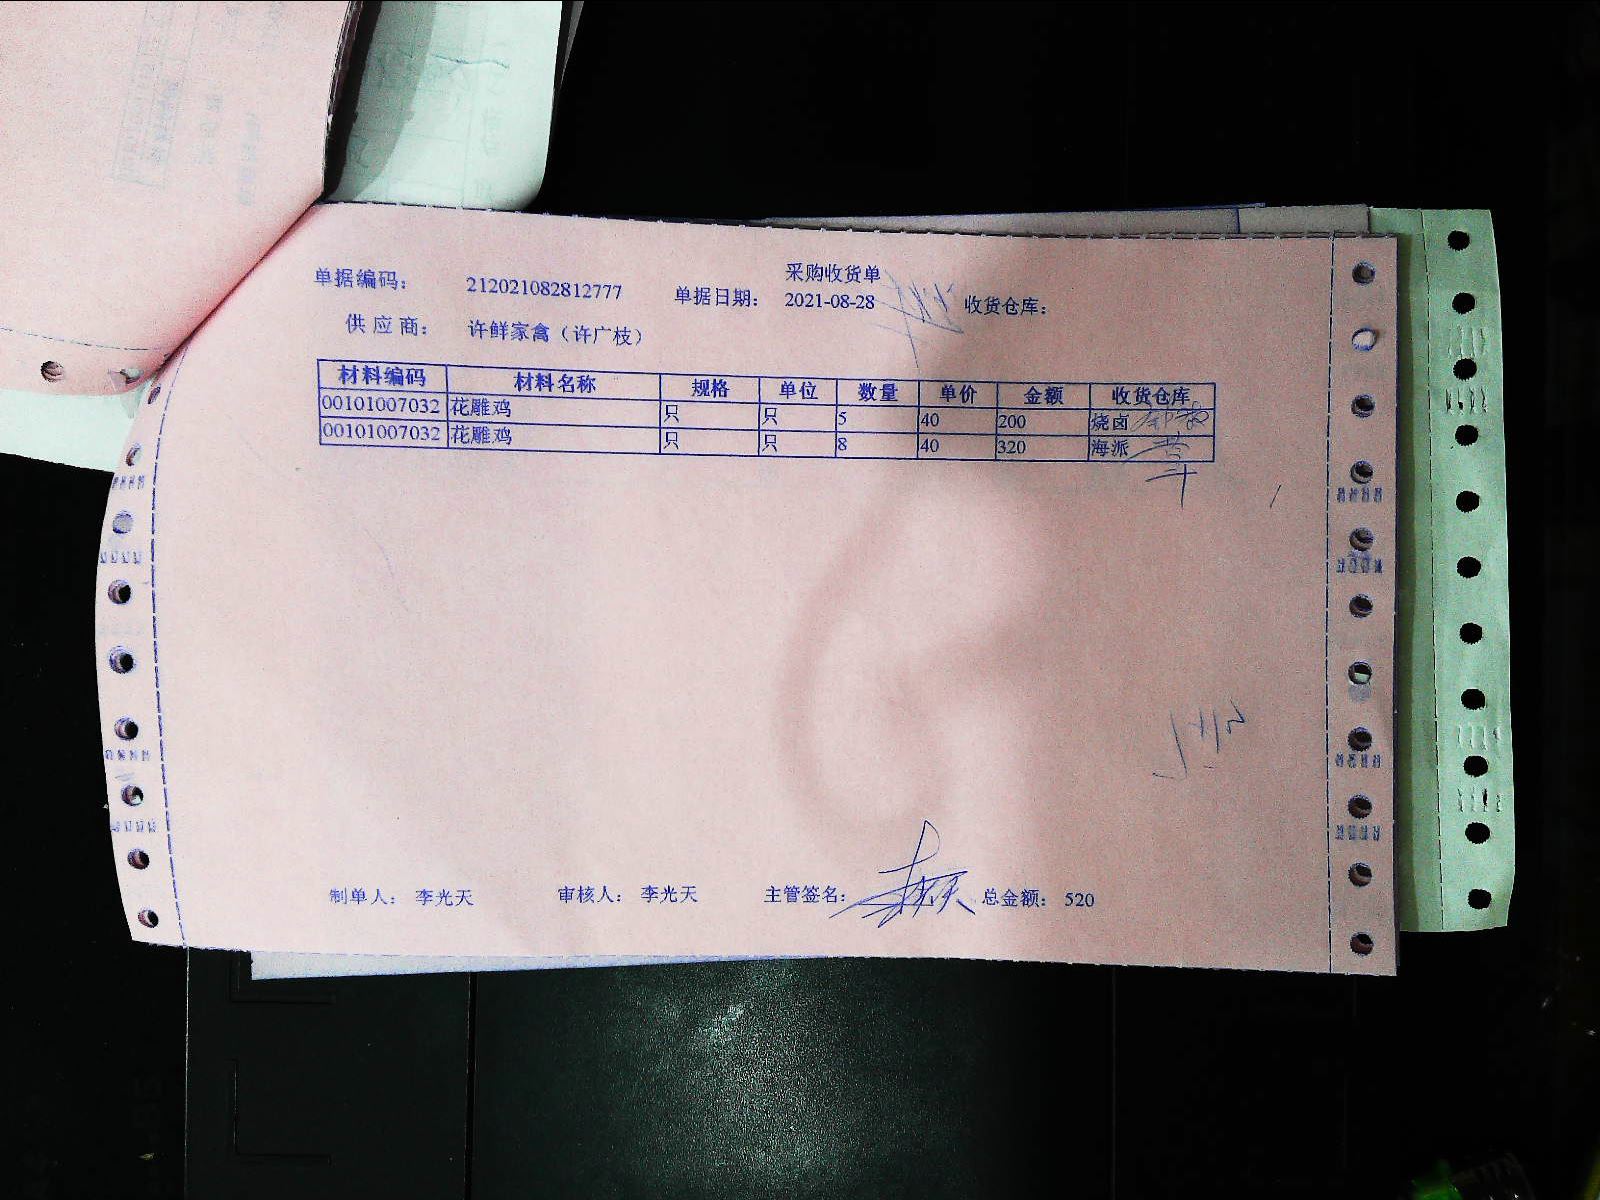 采购收货单
单据编码： 212021082812777 单据日期： 2021-08-28 收货仓库：
供 应 商： 许鲜家禽（许广枝）
材料编码 材料名称 规格 单位 数量 单价 金额 收货仓库
00101007032 花雕鸡 只 只 5 40 200 烧卤
00101007032 花雕鸡 只 只 8 40 320 海派
制单人： 李光天 审核人： 李光天 主管签名： 总金额： 520